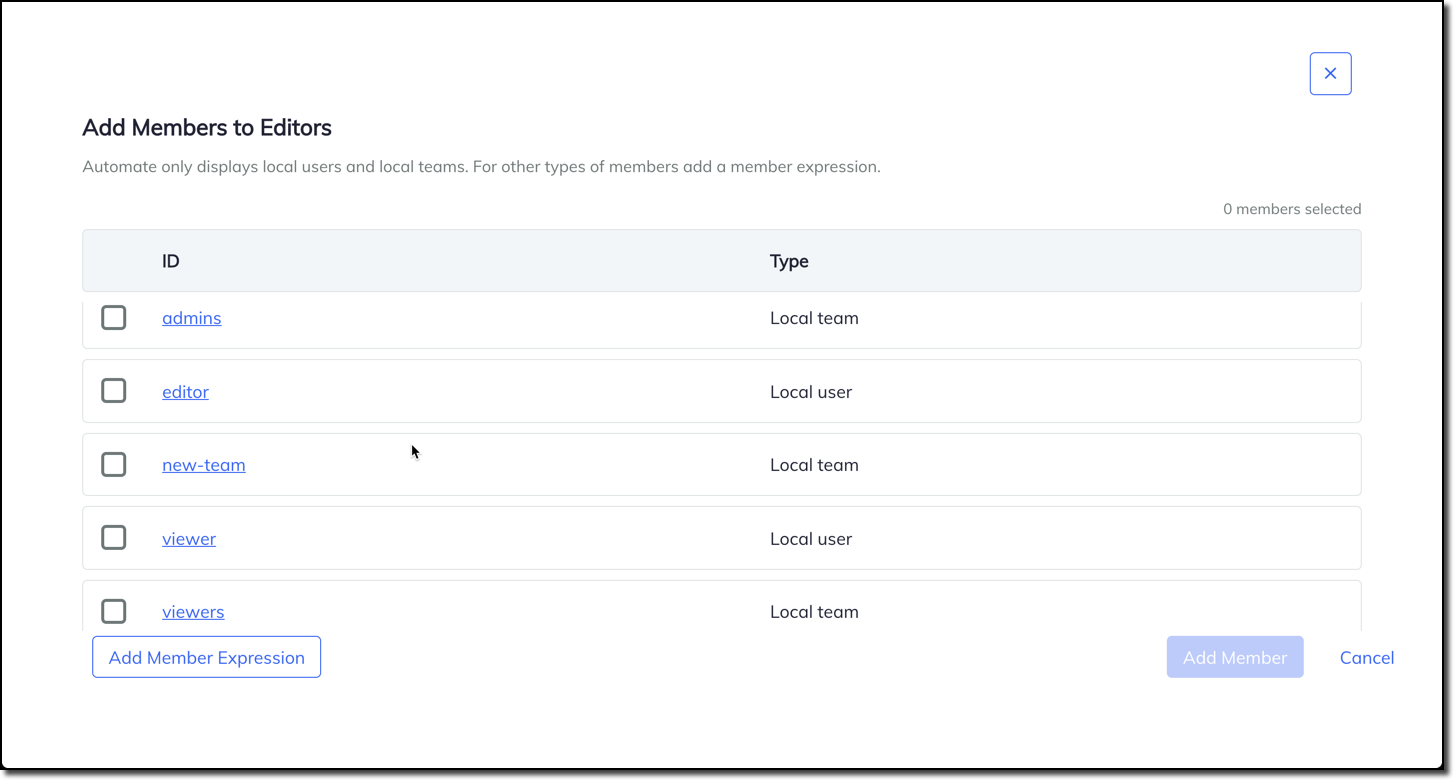 Add Members to Editors
Automate only displays local users and local teams. For other types of members add a member expression.
0 members selected
ID Type
admins Local team
editor Local user
new-team Local team
viewer Local user
viewers Local team
Add Member Expression Add Member Cancel